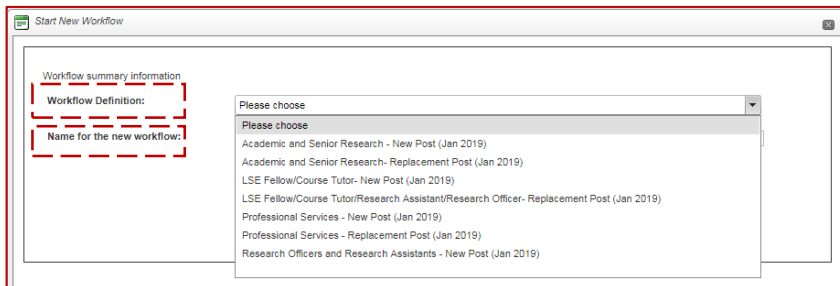 Start New Workflow
Workflow summary information
Workflow Definition:
Please choose
Please choose
Name for the new workflow:
Academic and Senior Research - New Post (Jan 2019)
Academic and Senior Research- Replacement Post (Jan 2019)
LSE Fellow/Course Tutor- New Post (Jan 2019)
LSE Fellow/Course Tutor/Research Assistant/Research Officer- Replacement Post (Jan 2019)
Professional Services - New Post (Jan 2019)
Professional Services - Replacement Post (Jan 2019)
Research Officers and Research Assistants - New Post (Jan 2019)